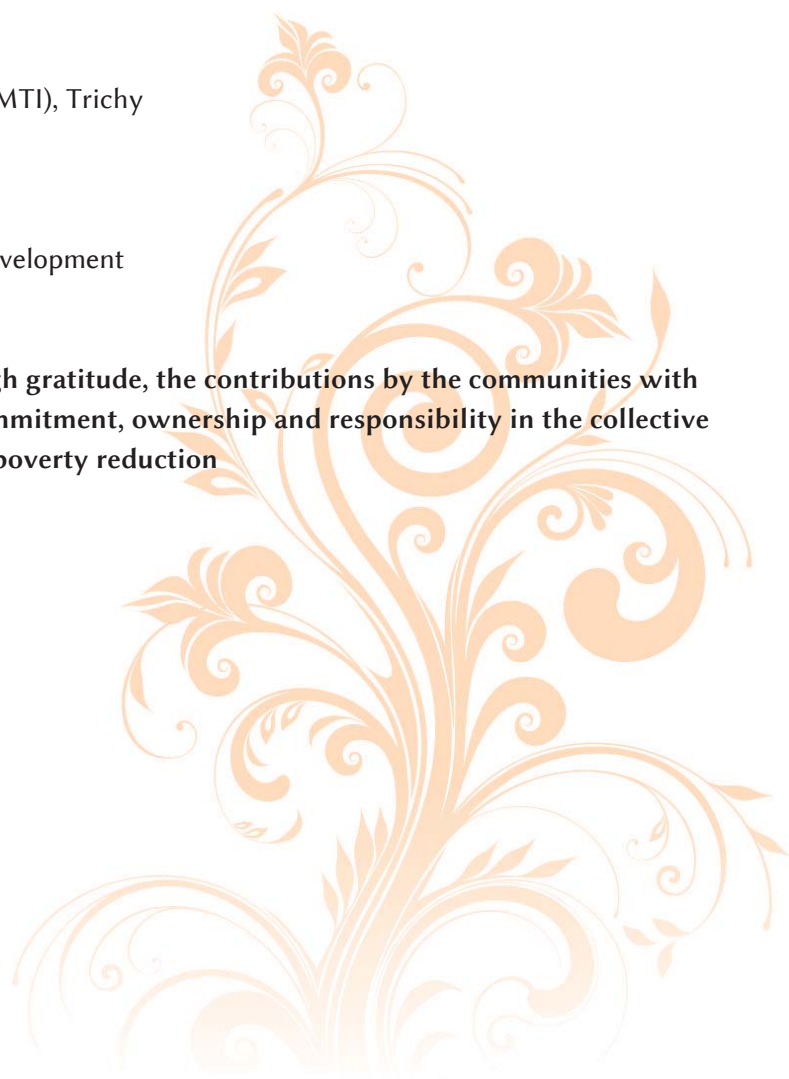 MTI), Trichy
velopment
gh gratitude, the contributions by the communities with
mmitment, ownership and responsibility in the collective
poverty reduction